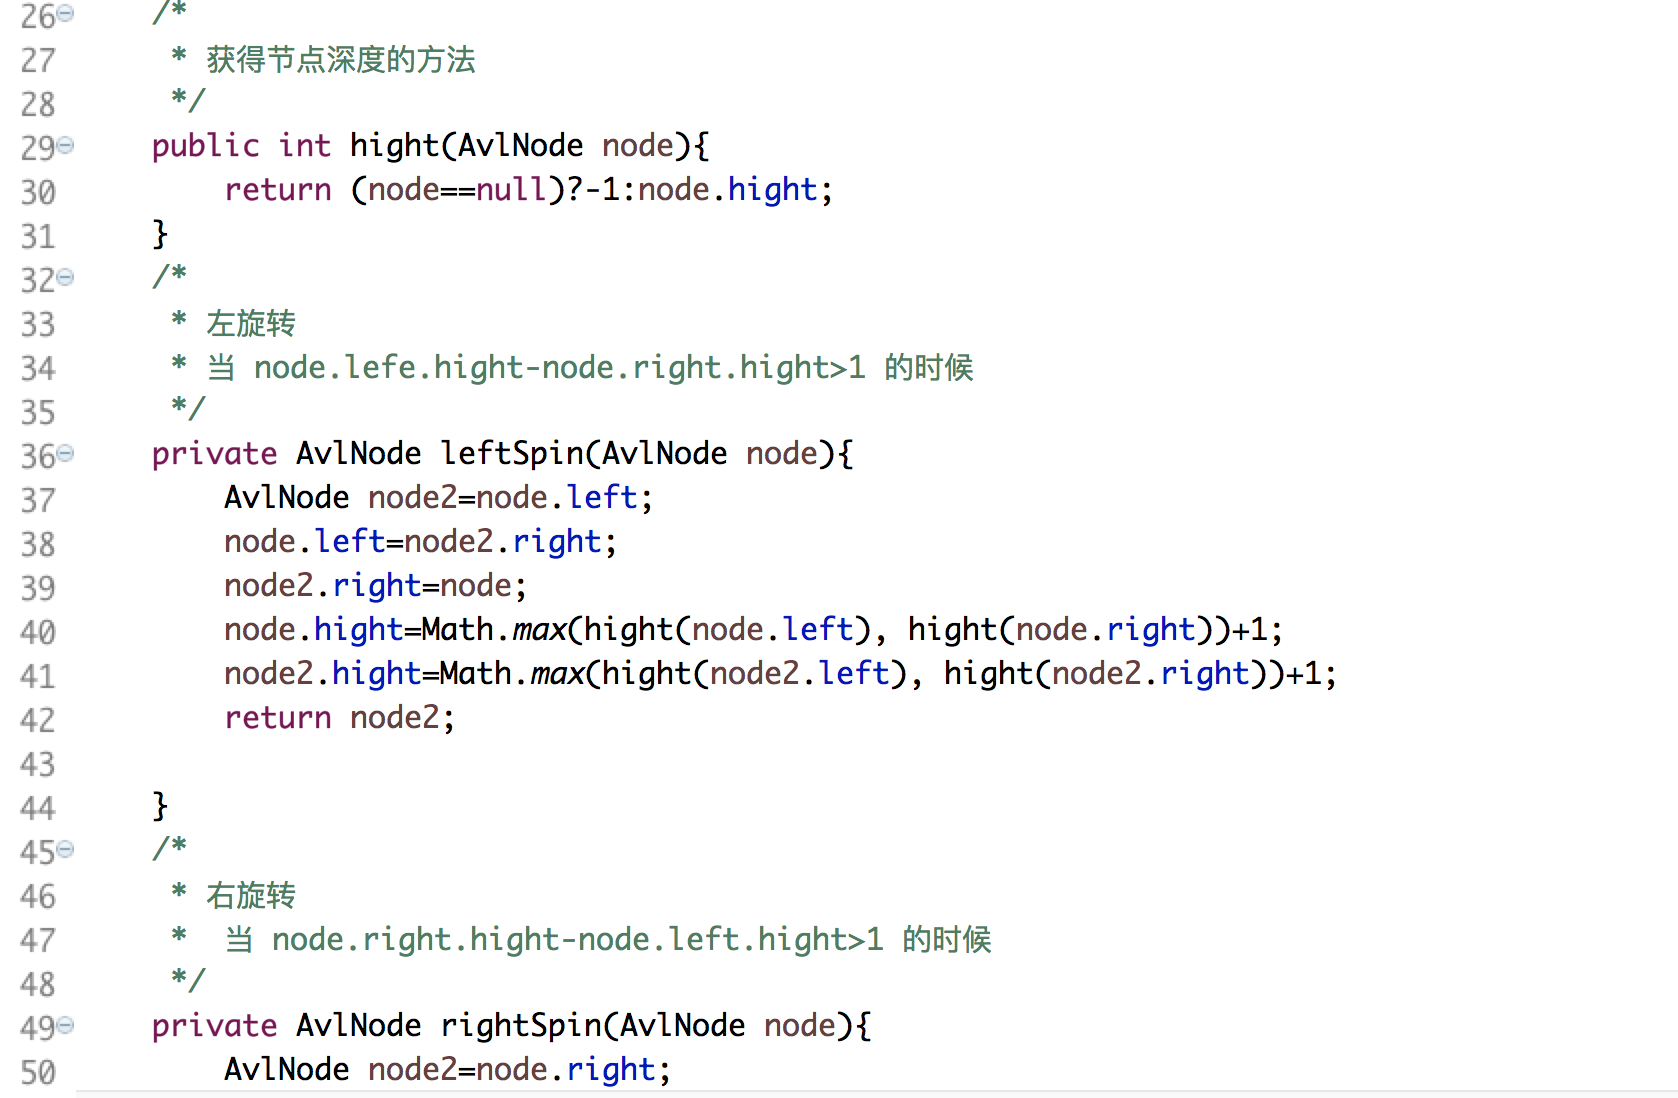 26 /*
27 * 获得节点深度的方法
28 */
29 public int hight(AvlNode node){
30 return (node==null)?-1:node.hight;
31 }
32 /*
33 * 左旋转
34 * 当 node.lefe.hight-node.right.hight>1 的时候
35 */
36 private AvlNode leftSpin(AvlNode node){
37 AvlNode node2=node.left;
38 node.left=node2.right;
39 node2.right=node;
40 node.hight=Math.max(hight(node.left), hight(node.right))+1;
41 node2.hight=Math.max(hight(node2.left), hight(node2.right))+1;
42 return node2;
43
44 }
45 /*
46 * 右旋转
47 * 当 node.right.hight-node.left.hight>1 的时候
48 */
49 private AvlNode rightSpin(AvlNode node){
50 AvlNode node2=node.right;